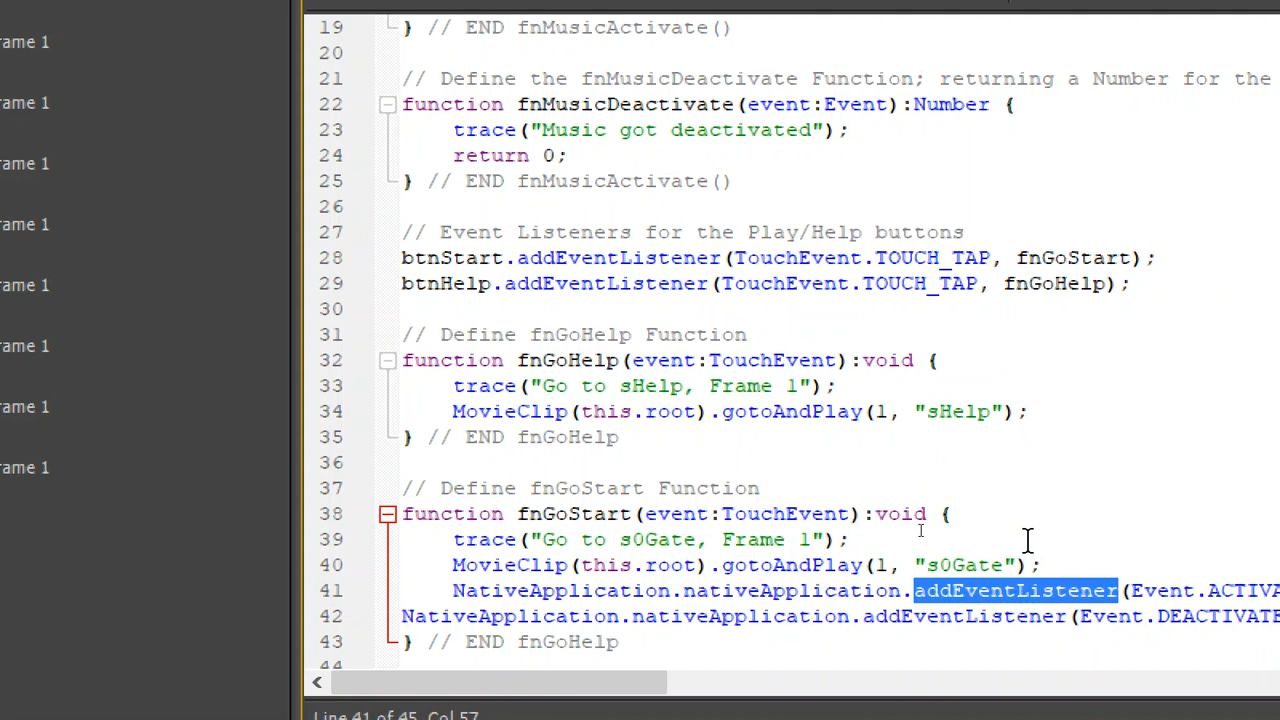 rame 1
rame 1
rame 1
rame 1
rame 1
rame 1
rame 1
rame 1
19 } // END fnMusicActivate()
20
21 // Define the fnMusicDeactivate Function; returning a Number for the
22 function fnMusicDeactivate(event:Event):Number {
23 trace("Music got deactivated");
24 return 0;
25 } // END fnMusicActivate()
26
27 // Event Listeners for the Play/Help buttons
28 btnStart.addEventListener(TouchEvent.TOUCH_TAP, fnGoStart);
29 btnHelp.addEventListener(TouchEvent.TOUCH_TAP, fnGoHelp);
30
31 // Define fnGoHelp Function
32 function fnGoHelp(event:TouchEvent):void {
33 trace("Go to sHelp, Frame 1");
34 MovieClip(this.root).gotoAndPlay(1, "sHelp");
35 } // END fnGoHelp
36
37 // Define fnGoStart Function
38 function fnGoStart(event:TouchEvent):void {
39 trace("Go to s0Gate, Frame 1");
40 MovieClip(this.root).gotoAndPlay(1, "s0Gate");
41 NativeApplication.nativeApplication.addEventListener(Event.ACTIVA
42 NativeApplication.nativeApplication.addEventListener(Event.DEACTIVATE
43 } // END fnGoHelp
44
Line 41 of 45, Col 57